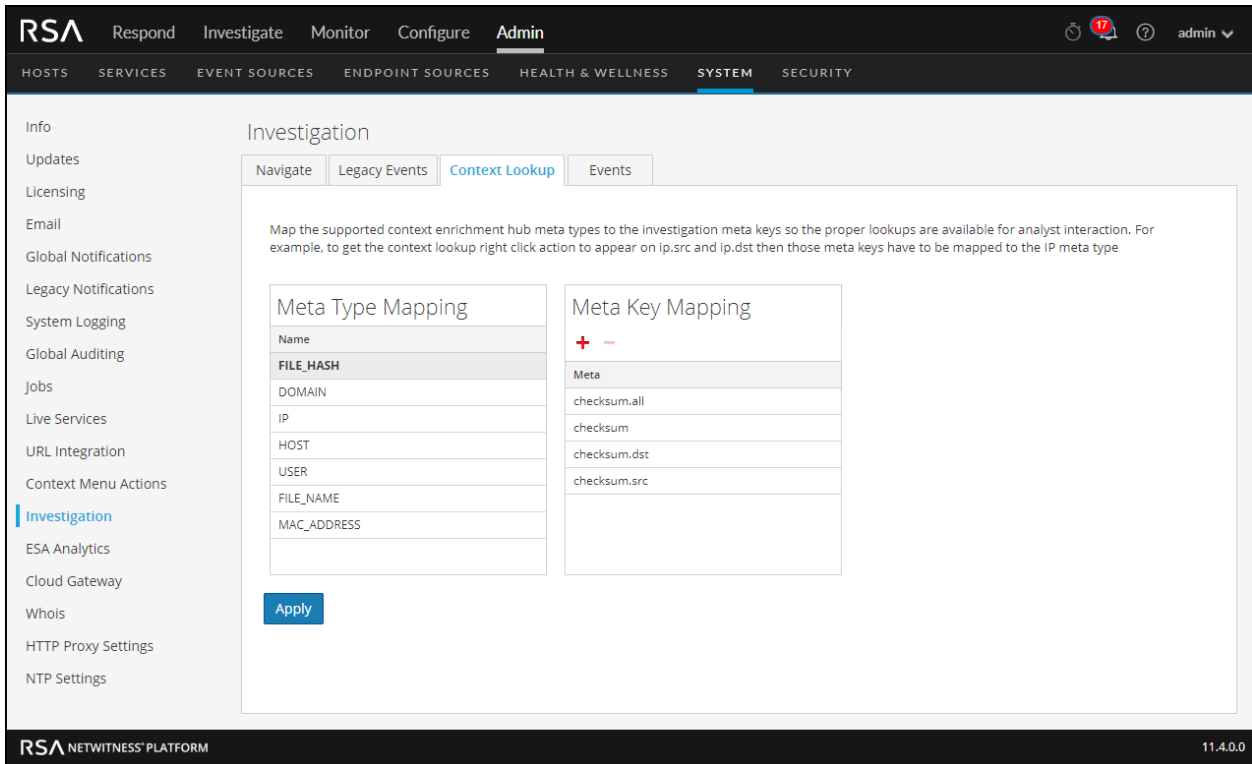 RSA Respond Investigate Monitor Configure Admin 17 admin
HOSTS SERVICES EVENT SOURCES ENDPOINT SOURCES HEALTH & WELLNESS SYSTEM SECURITY
Info
Updates
Licensing
Email
Global Notifications
Legacy Notifications
System Logging
Global Auditing
Jobs
Live Services
URL Integration
Context Menu Actions
Investigation
ESA Analytics
Cloud Gateway
Whois
HTTP Proxy Settings
NTP Settings
Investigation
Navigate Legacy Events Context Lookup Events
Map the supported context enrichment hub meta types to the investigation meta keys so the proper lookups are available for analyst interaction. For
example, to get the context lookup right click action to appear on ip.src and ip.dst then those meta keys have to be mapped to the IP meta type
Meta Type Mapping
Name
FILE_HASH
DOMAIN
IP
HOST
USER
FILE_NAME
MAC_ADDRESS
Meta Key Mapping
Meta
checksum.all
checksum
checksum.dst
checksum.src
Apply
RSA NETWITNESS® PLATFORM 11.4.0.0